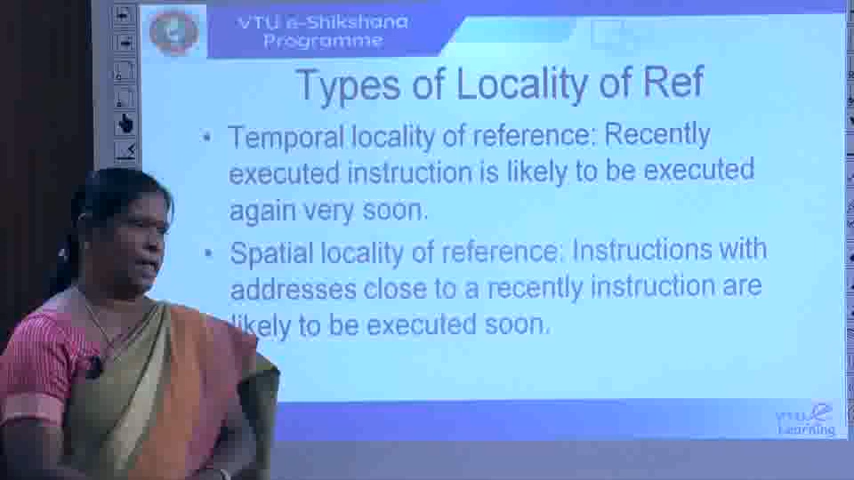 VTU e-Shikshana
Programme
Types of Locality of Ref
• Temporal locality of reference: Recently
executed instruction is likely to be executed
again very soon.
• Spatial locality of reference: Instructions with
addresses close to a recently instruction are
likely to be executed soon.
VTU e
Learning